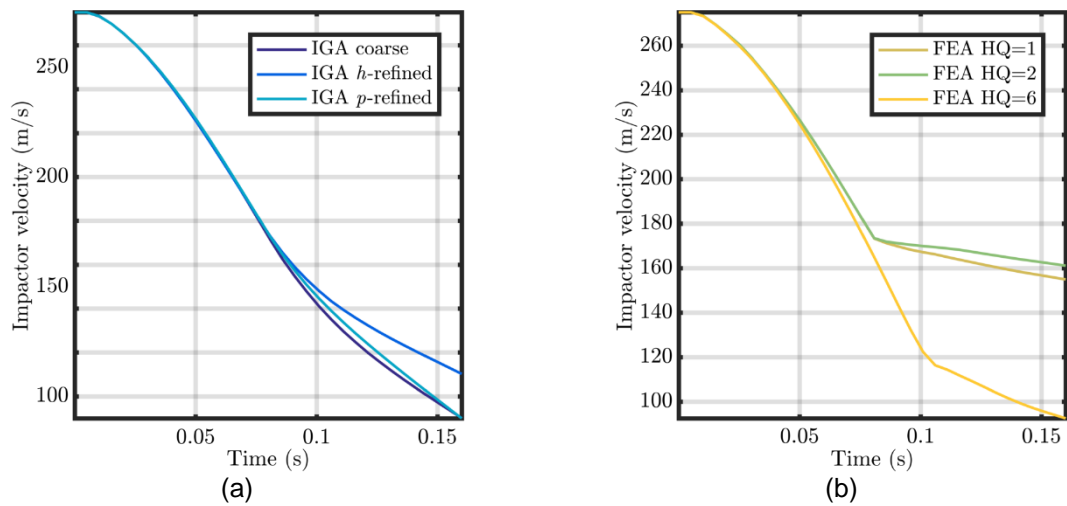 IGA coarse
IGA h-refined
IGA p-refined
250
200
150
100
Impactor velocity (m/s)
0.05
0.1
0.15
Time (s)
(a)
FEA HQ=1
FEA HQ=2
FEA HQ=6
260
240
220
200
180
160
140
120
100
Impactor velocity (m/s)
0.05
0.1
0.15
Time (s)
(b)